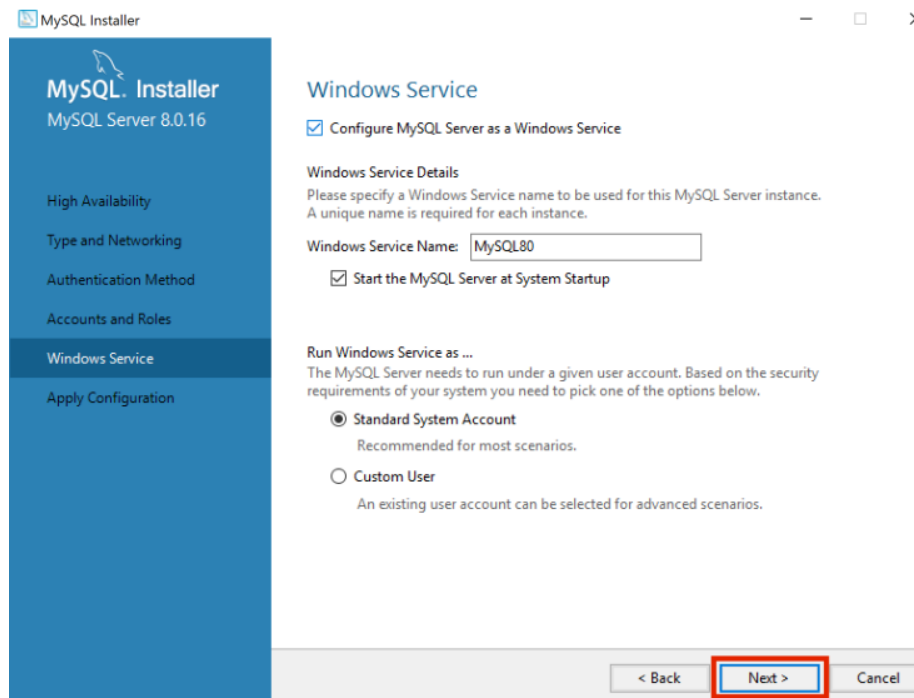 MySQL Installer
MySQL. Installer
MySQL Server 8.0.16
High Availability
Type and Networking
Authentication Method
Accounts and Roles
Windows Service
Apply Configuration
Windows Service
Configure MySQL Server as a Windows Service
Windows Service Details
Please specify a Windows Service name to be used for this MySQL Server instance.
A unique name is required for each instance.
Windows Service Name: MySQL80
Start the MySQL Server at System Startup
Run Windows Service as ...
The MySQL Server needs to run under a given user account. Based on the security
requirements of your system you need to pick one of the options below.
Standard System Account
Recommended for most scenarios.
Custom User
An existing user account can be selected for advanced scenarios.
< Back Next > Cancel